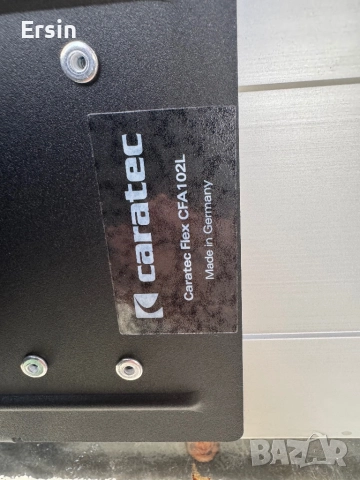 Ersin
caratec
Caratec Flex CFA102L
Made in Germany
BAZAR